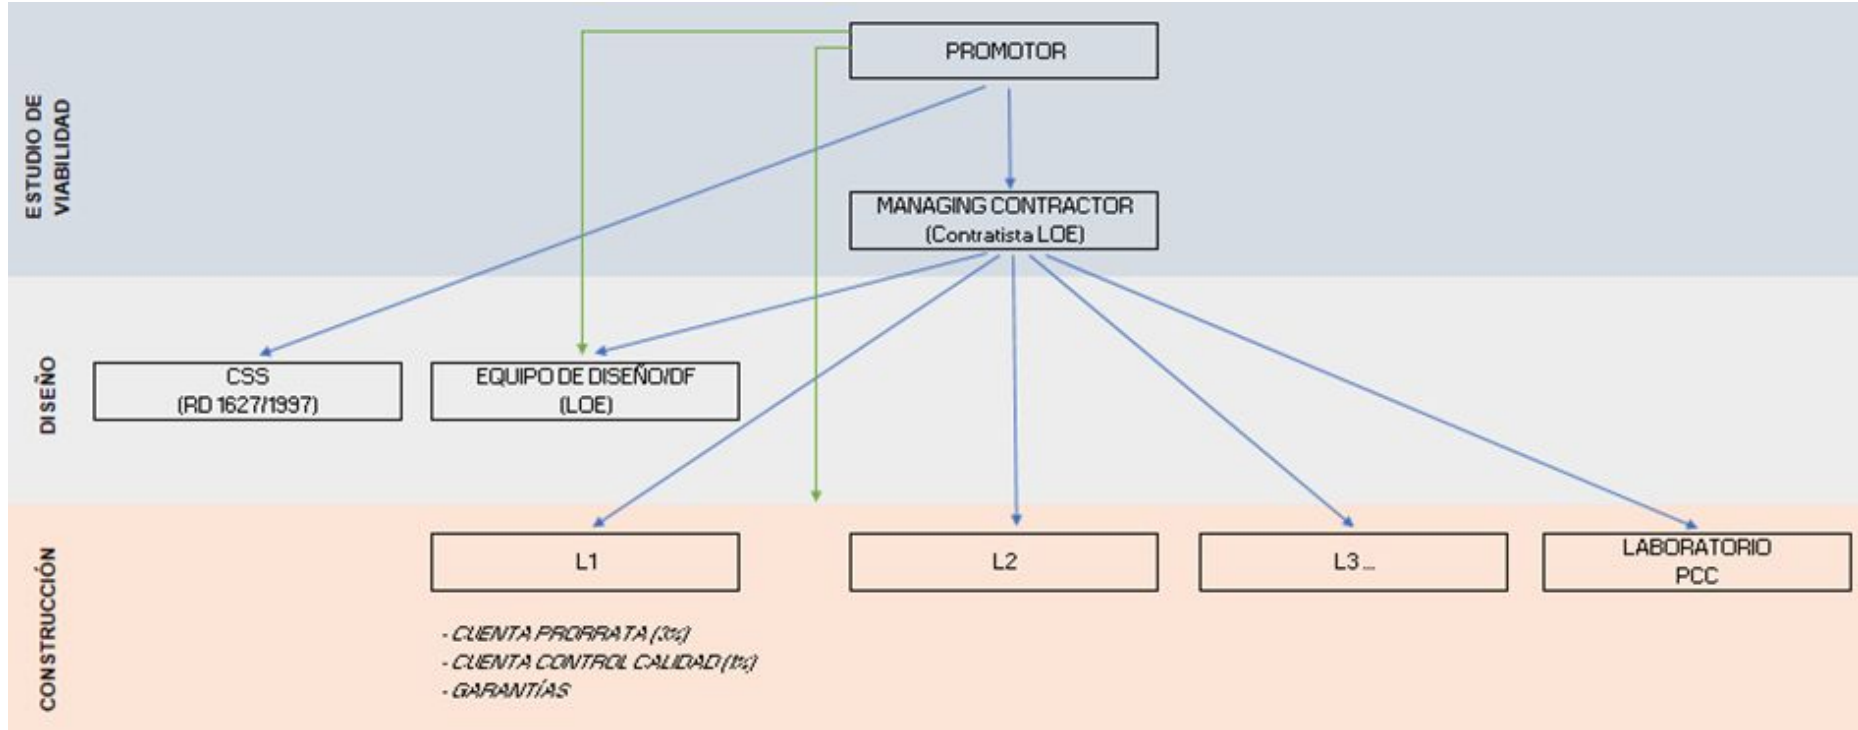 ESTUDIO DE
VIABILIDAD
PROMOTOR
MANAGING CONTRACTOR
(Contratista LOE)
DISEÑO
CSS
(RD 1627/1997)
EQUIPO DE DISEÑO/DF
(LOE)
CONSTRUCCIÓN
L1
L2
L3...
LABORATORIO
PCC
- CUENTA PRORRATA (3%)
- CUENTA CONTROL CALIDAD (1%)
- GARANTÍAS